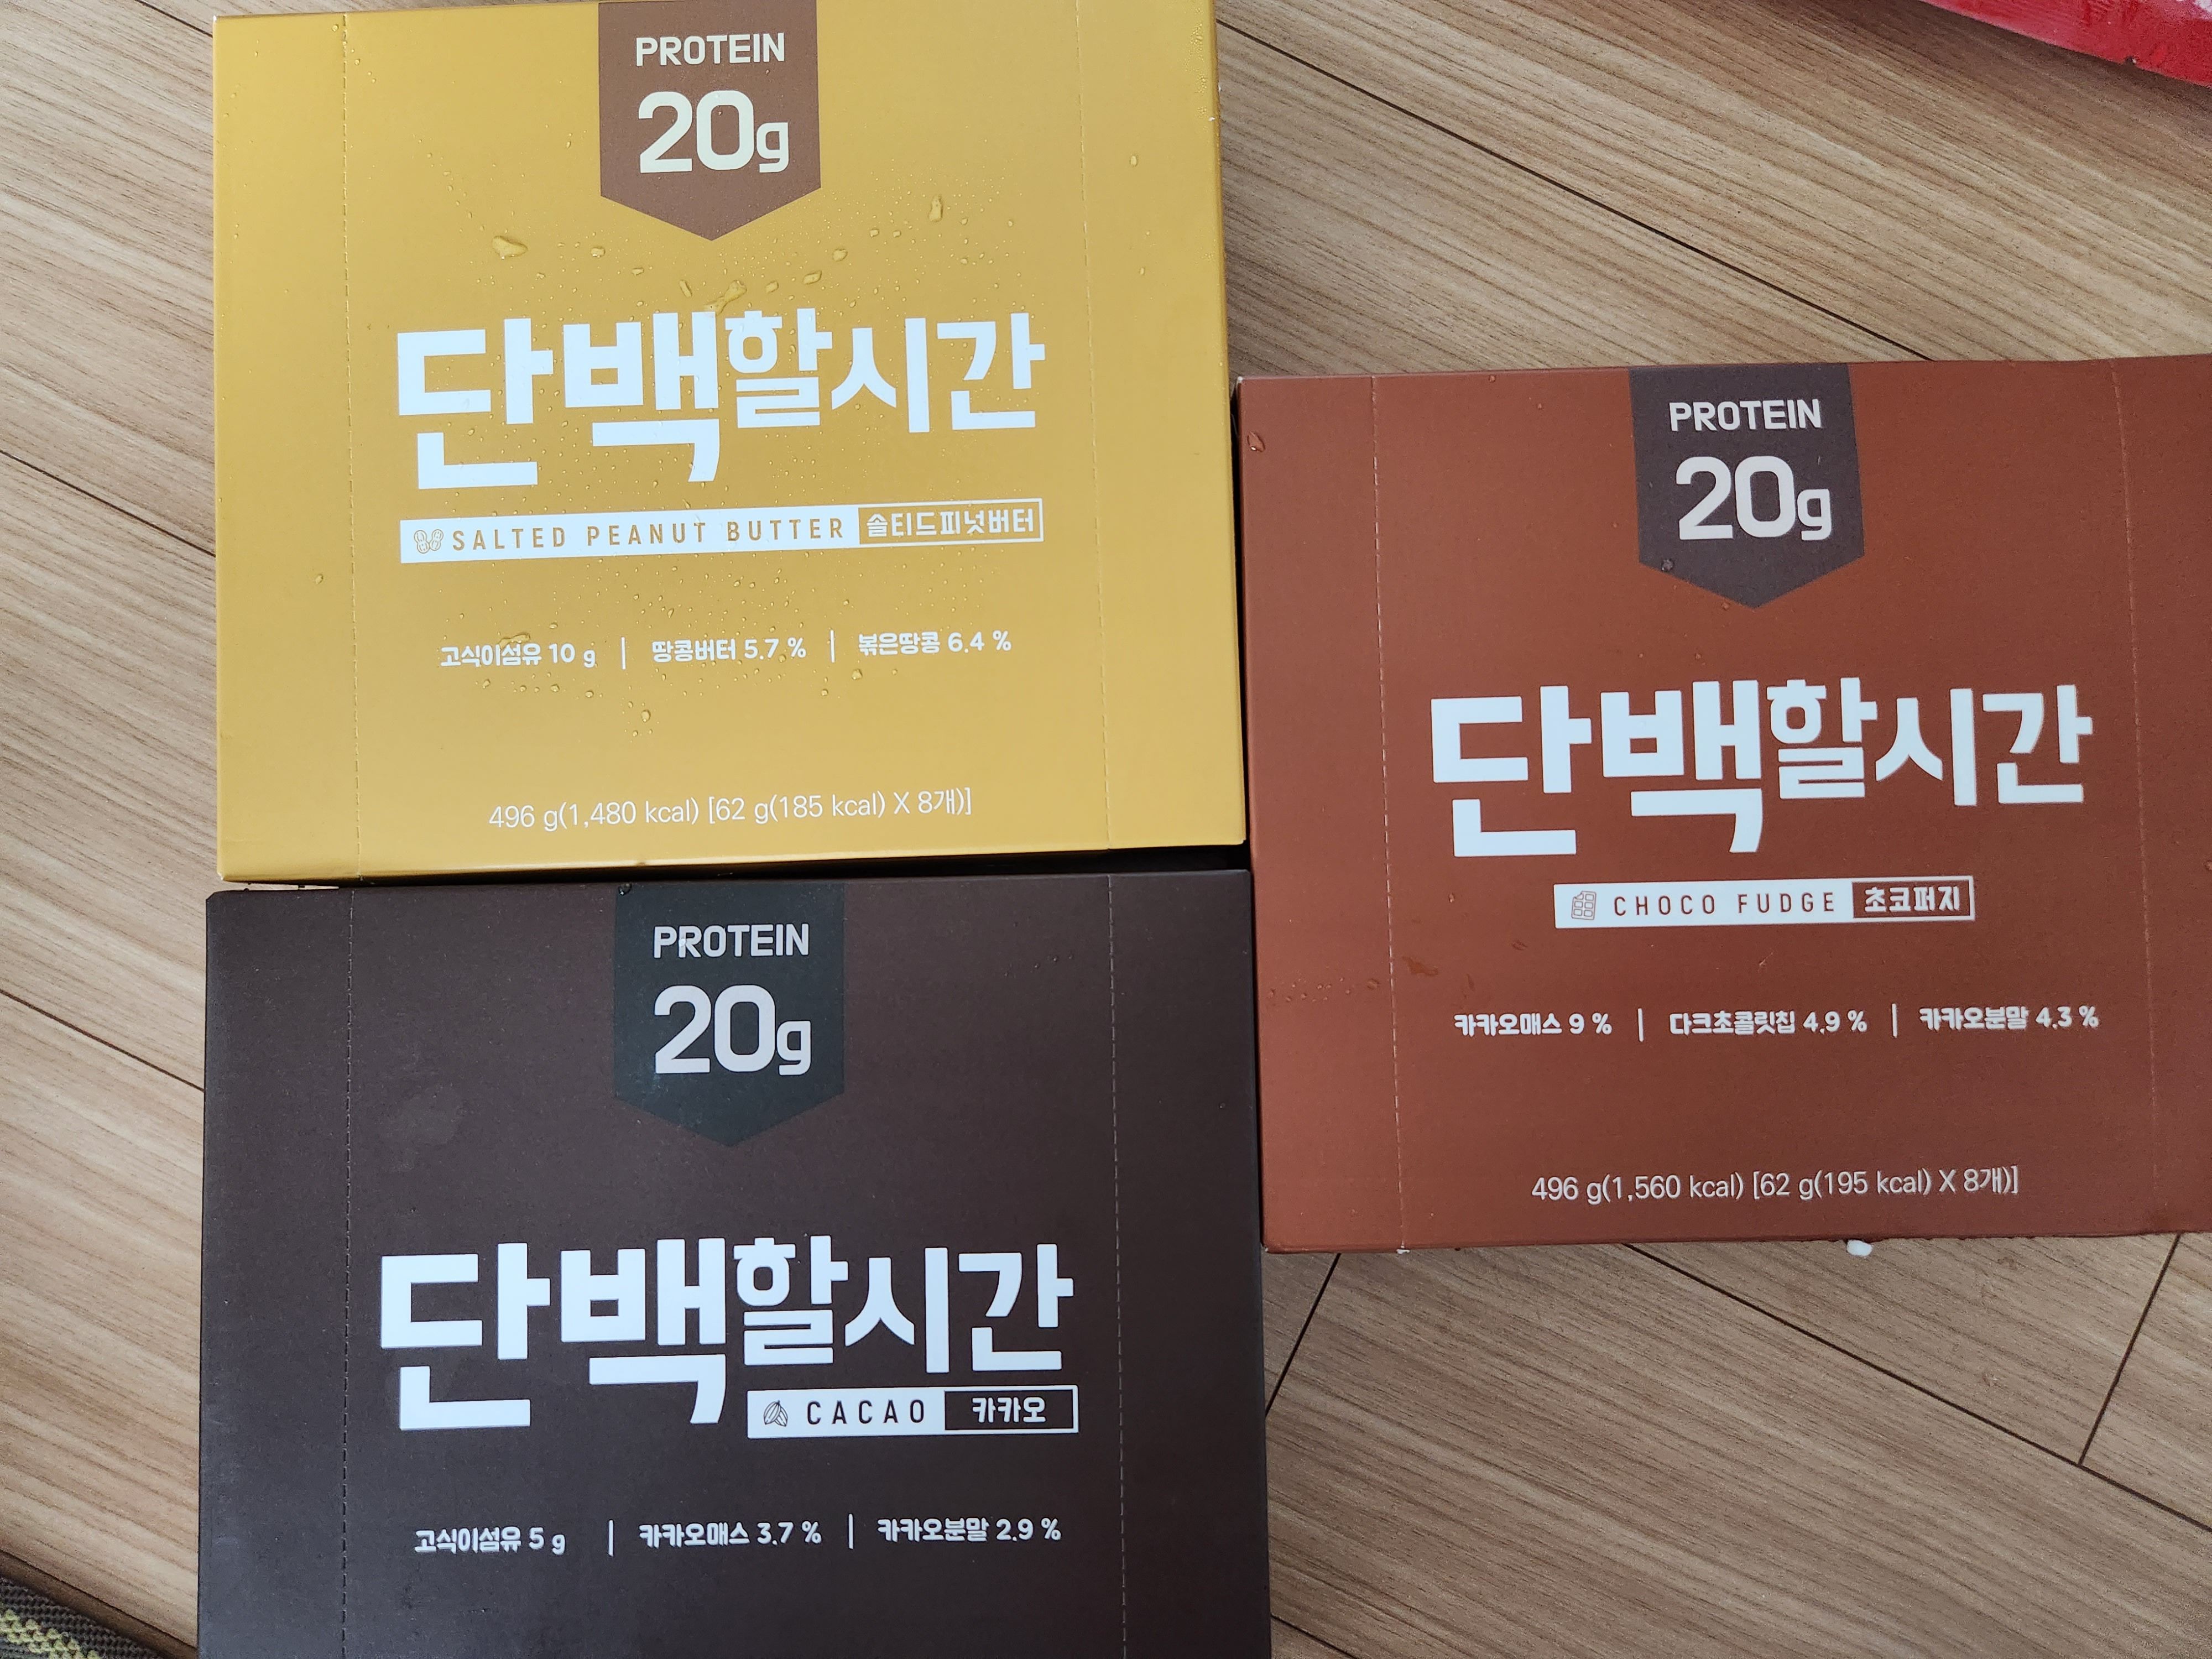 PROTEIN
20g
단백할시간
SALTED PEANUT BUTTER 솔티드피넛버터
고식이섬유 10 g | 땅콩버터 5.7 % | 볶은땅콩 6.4 %
496 g(1,480 kcal) [62 g(185 kcal) X 8개)]
PROTEIN
20g
단백할시간
CHOCO FUDGE 초코퍼지
카카오매스 9 % | 다크초콜릿칩 4.9 % | 카카오분말 4.3 %
496 g(1,560 kcal) [62 g(195 kcal) X 8개)]
PROTEIN
20g
단백할시간
CACAO 카카오
고식이섬유 5 g | 카카오매스 3.7 % | 카카오분말 2.9 %